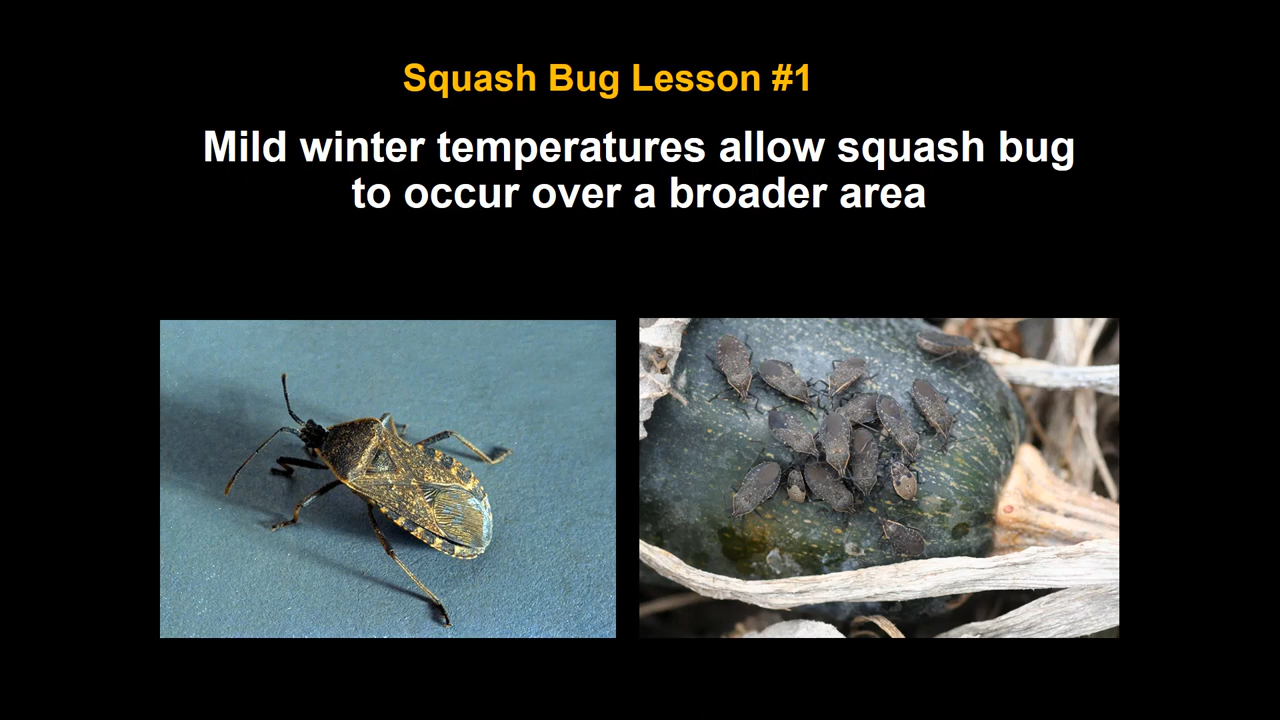 Squash Bug Lesson #1
Mild winter temperatures allow squash bug
to occur over a broader area